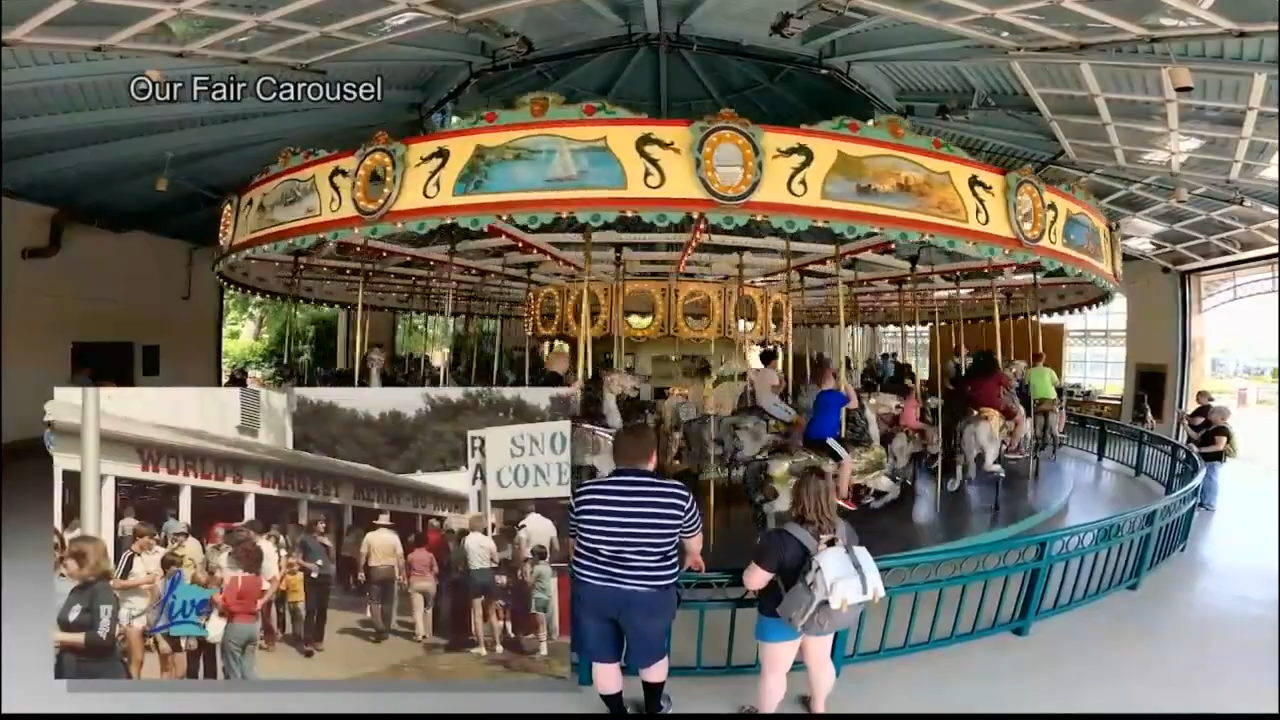 Our Fair Carousel
WORLD'S LARGEST MERRY-GO-ROUND
R
A
SNO
CONE
Live